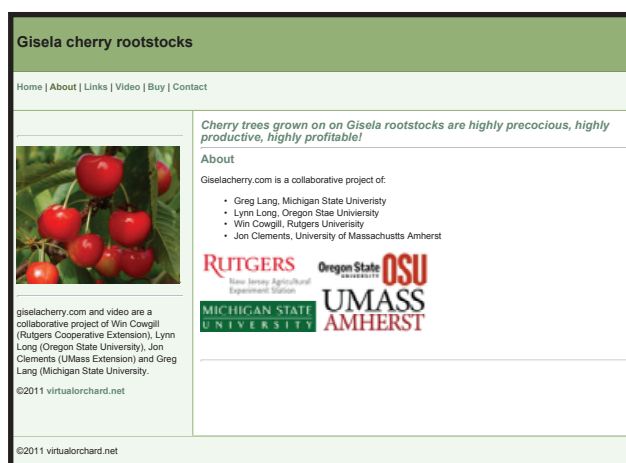 Gisela cherry rootstocks
Home | About | Links | Video | Buy | Contact
giselacherry.com and video are a
collaborative project of Win Cowgill
(Rutgers Cooperative Extension), Lynn
Long (Oregon State University), Jon
Clements (UMass Extension) and Greg
Lang (Michigan State University.
©2011 virtualorchard.net
Cherry trees grown on on Gisela rootstocks are highly precocious, highly
productive, highly profitable!
About
Giselacherry.com is a collaborative project of:
• Greg Lang, Michigan State Univeristy
• Lynn Long, Oregon Stae Univiersity
• Win Cowgill, Rutgers Univerisity
• Jon Clements, University of Massachustts Amherst
RUTGERS
New Jersey Agricultural
Experiment Station
Oregon State
UNIVERSITY
OSU
MICHIGAN STATE
UNIVERSITY
UMASS
AMHERST
©2011 virtualorchard.net